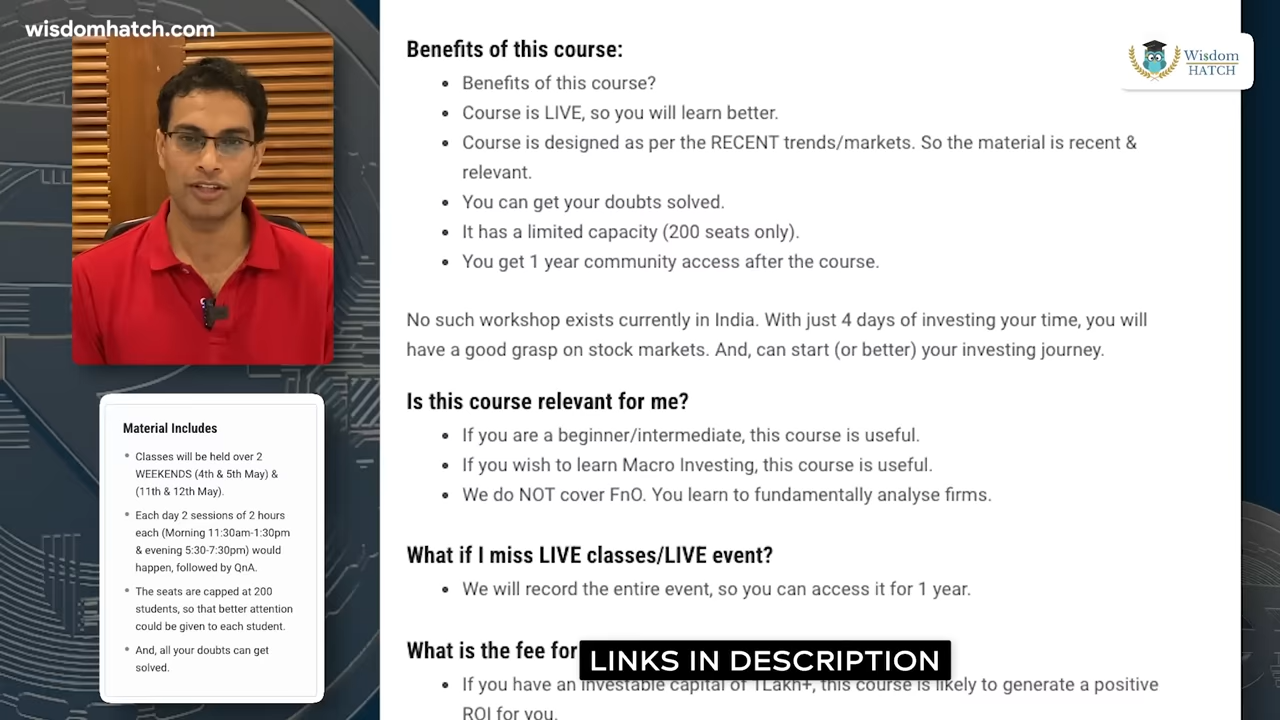 wisdomhatch.com
Wisdom
HATCH
Benefits of this course:
• Benefits of this course?
• Course is LIVE, so you will learn better.
• Course is designed as per the RECENT trends/markets. So the material is recent &
relevant.
• You can get your doubts solved.
• It has a limited capacity (200 seats only).
• You get 1 year community access after the course.
No such workshop exists currently in India. With just 4 days of investing your time, you will
have a good grasp on stock markets. And, can start (or better) your investing journey.
Is this course relevant for me?
• If you are a beginner/intermediate, this course is useful.
• If you wish to learn Macro Investing, this course is useful.
• We do NOT cover FnO. You learn to fundamentally analyse firms.
What if I miss LIVE classes/LIVE event?
• We will record the entire event, so you can access it for 1 year.
What is the fee for
LINKS IN DESCRIPTION
• If you have an investable capital of 1Lakh+, this course is likely to generate a positive
ROI for you.
Material Includes
• Classes will be held over 2
WEEKENDS (4th & 5th May) &
(11th & 12th May).
• Each day 2 sessions of 2 hours
each (Morning 11:30am-1:30pm
& evening 5:30-7:30pm) would
happen, followed by QnA.
• The seats are capped at 200
students, so that better attention
could be given to each student.
• And, all your doubts can get
solved.